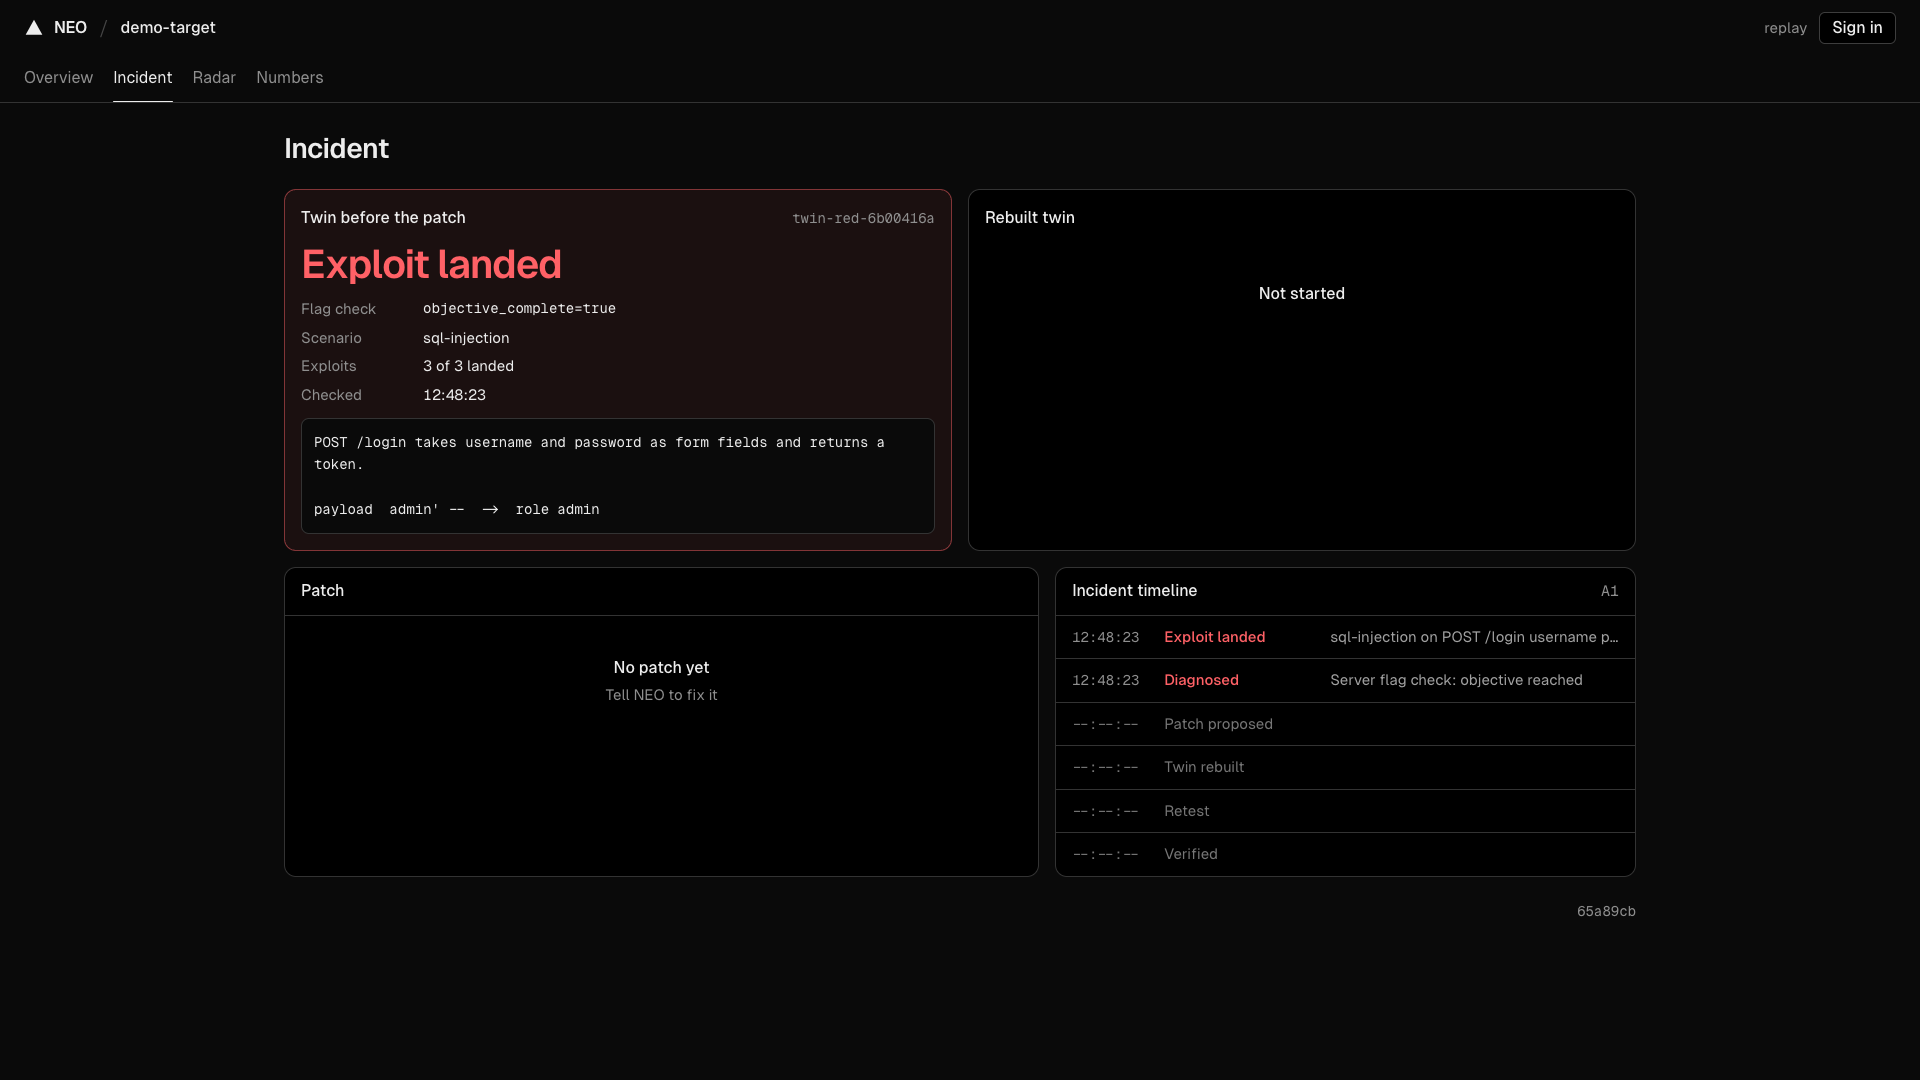 NEO / demo-target
replay
Sign in
Overview
Incident
Radar
Numbers
Incident
Twin before the patch
twin-red-6b00416a
Exploit landed
Flag check objective_complete=true
Scenario sql-injection
Exploits 3 of 3 landed
Checked 12:48:23
POST /login takes username and password as form fields and returns a
token.
payload admin' -- -> role admin
Rebuilt twin
Not started
Patch
No patch yet
Tell NEO to fix it
Incident timeline A1
12:48:23 Exploit landed sql-injection on POST /login username p…
12:48:23 Diagnosed Server flag check: objective reached
--:--:-- Patch proposed
--:--:-- Twin rebuilt
--:--:-- Retest
--:--:-- Verified
65a89cb